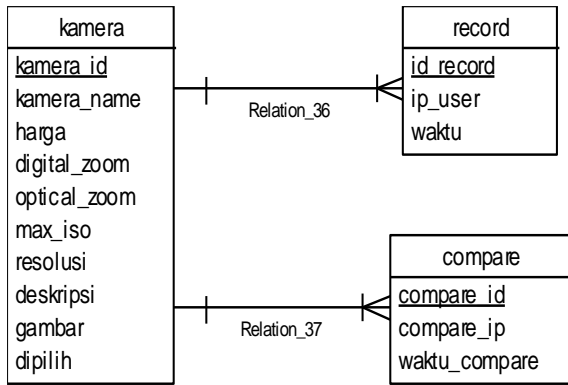 kamera
kamera_id
kamera_name
harga
digital_zoom
optical_zoom
max_iso
resolusi
deskripsi
gambar
dipilih
Relation_36
Relation_37
record
id_record
ip_user
waktu
compare
compare_id
compare_ip
waktu_compare